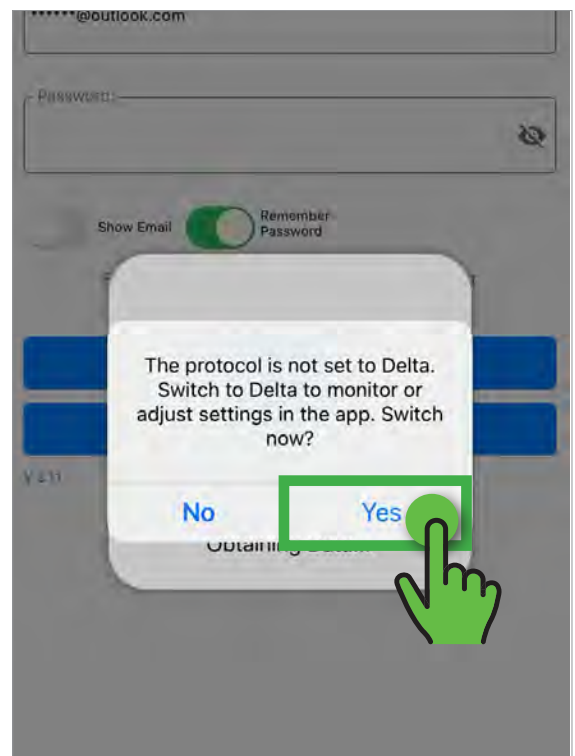 ******@outlook.com
Password:
Show Email
Remember
Password
The protocol is not set to Delta.
Switch to Delta to monitor or
adjust settings in the app. Switch
now?
No
Yes
Obtaining